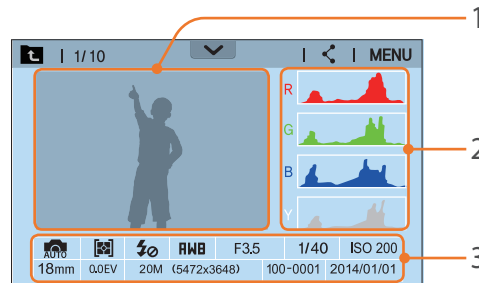 1
1/10
MENU
R
G
B
Y
2
AUTO
AWB
F3.5
1/40
ISO 200
3
18mm
0.0EV
20M
(5472x3648)
100-0001
2014/01/01